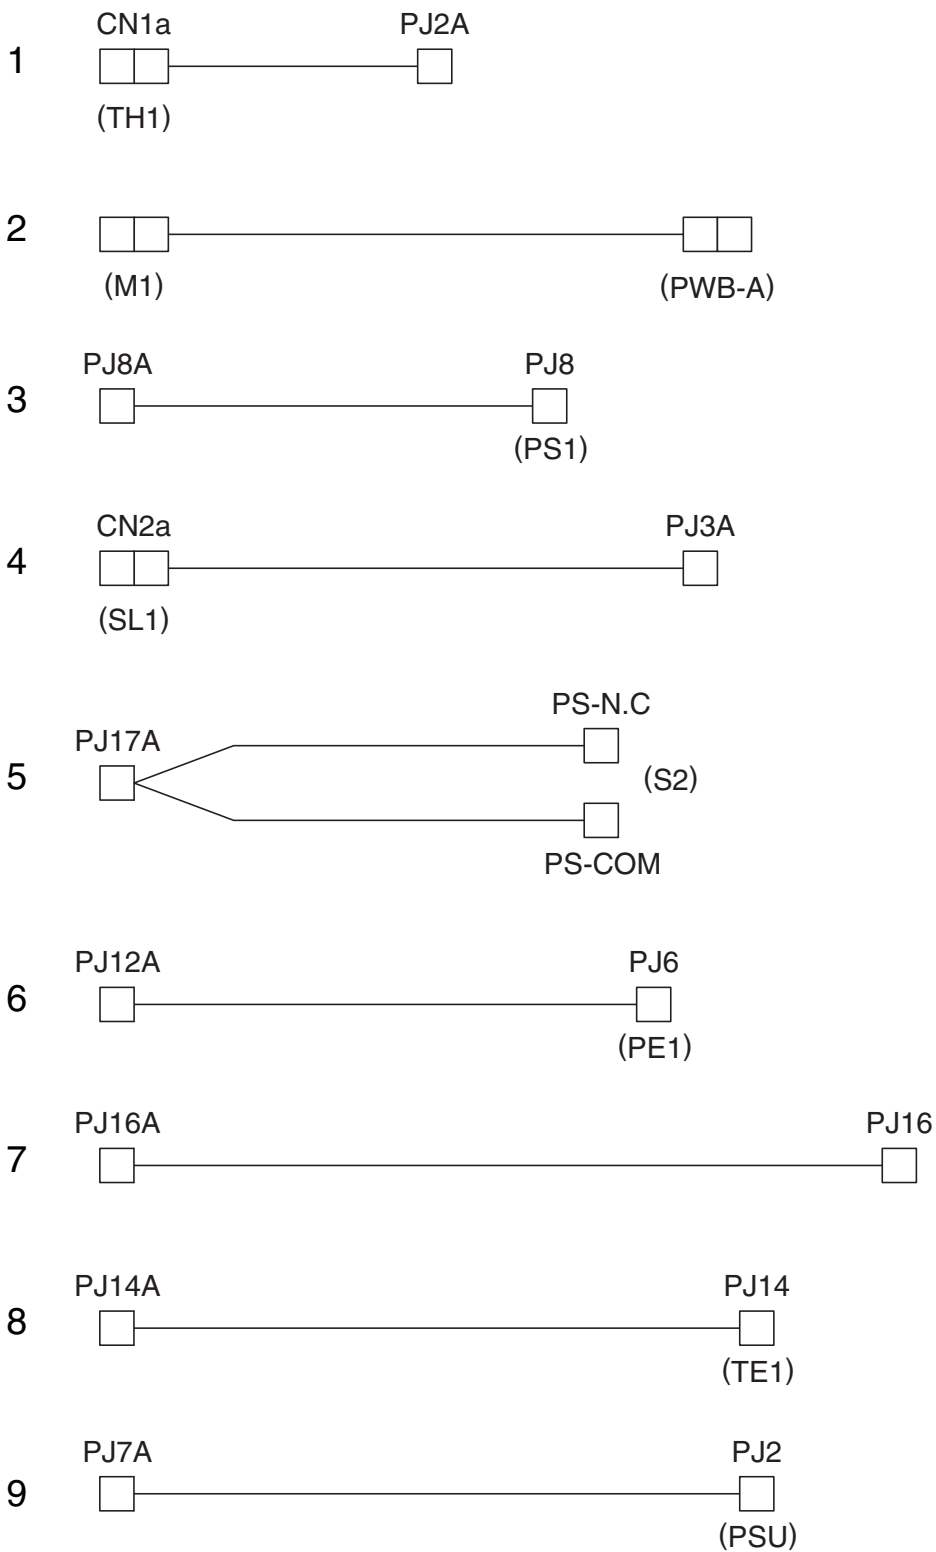 CN1a PJ2A
1
(TH1)
2
(M1) (PWB-A)
PJ8A PJ8
3
(PS1)
CN2a PJ3A
4
(SL1)
PS-N.C
PJ17A
5 (S2)
PS-COM
PJ12A PJ6
6
(PE1)
PJ16A PJ16
7
PJ14A PJ14
8
(TE1)
PJ7A PJ2
9
(PSU)